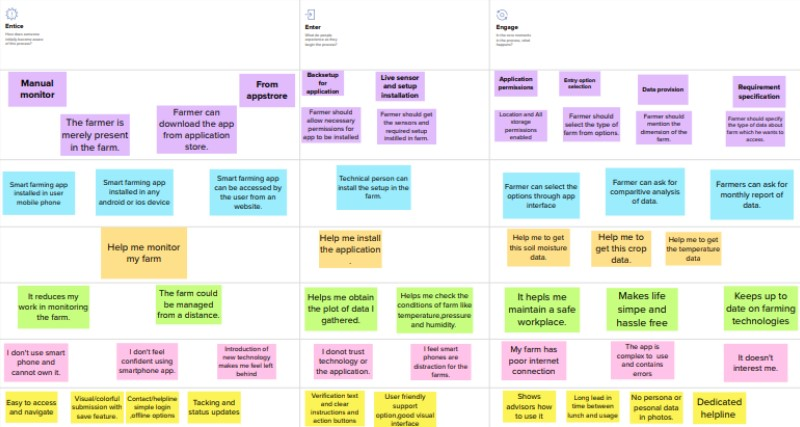 Entice
How does someone
initially become aware
of this process?
Enter
What do people
experience as they
begin the process?
Engage
In the core moments
in the process, what
happens?
Manual
monitor
The farmer is
merely present
in the farm.
Farmer can
download the app
from application
store.
From
appstore
Backsetup
for
application
Live sensor
and setup
installation
Farmer should
allow necessary
permissions for
app to be installed
Farmer should get
the sensors and
required setup
instilled in farm.
Application
permissions
Entry option
selection
Data provision
Requirement
specification
Location and All
storage
permissions
enabled
Farmer should
select the type of
farm from options.
Farmer should
mention the
dimension of the
farm.
Farmer should specify
the type of data about
farm which he wants to
access.
Smart farming app
installed in user
mobile phone
Smart farming app
installed in any
android or ios device
Smart farming app
can be accessed by
the user from an
website.
Technical person can
install the setup in the
farm.
Farmer can select the
options through app
interface
Farmer can ask for
comparitive analysis
of data.
Farmers can ask for
monthly report of
data.
Help me monitor
my farm
Help me install
the application
.
Help me to get
this soil moisture
data.
Help me to
get this crop
data.
Help me to get
the temperature
data
It reduces my
work in monitoring
the farm.
The farm could
be managed
from a distance.
Helps me obtain
the plot of data I
gathered.
Helps me check the
conditions of farm like
temperature,pressure
and humidity.
It hepls me
maintain a safe
workplace.
Makes life
simpe and
hassle free
Keeps up to
date on farming
technologies
I don't use smart
phone and
cannot own it.
I don't feel
confident using
smartphone app.
Introduction of
new technology
makes me feel left
behind
I donot trust
technology or
the application.
I feel smart
phones are
distraction for the
farms.
My farm has
poor internet
connection
The app is
complex to use
and contains
errors
It doesn't
interest me.
Easy to access
and navigate
Visual/colorful
submission with
save feature.
Contact/helpline
simple login
,offline options
Tacking and
status updates
Verification text
and clear
instructions and
action buttons
User friendly
support
option,good visual
interface
Shows
advisors how
to use it
Long lead in
time between
lunch and usage
No persona or
pesonal data
in photos.
Dedicated
helpline